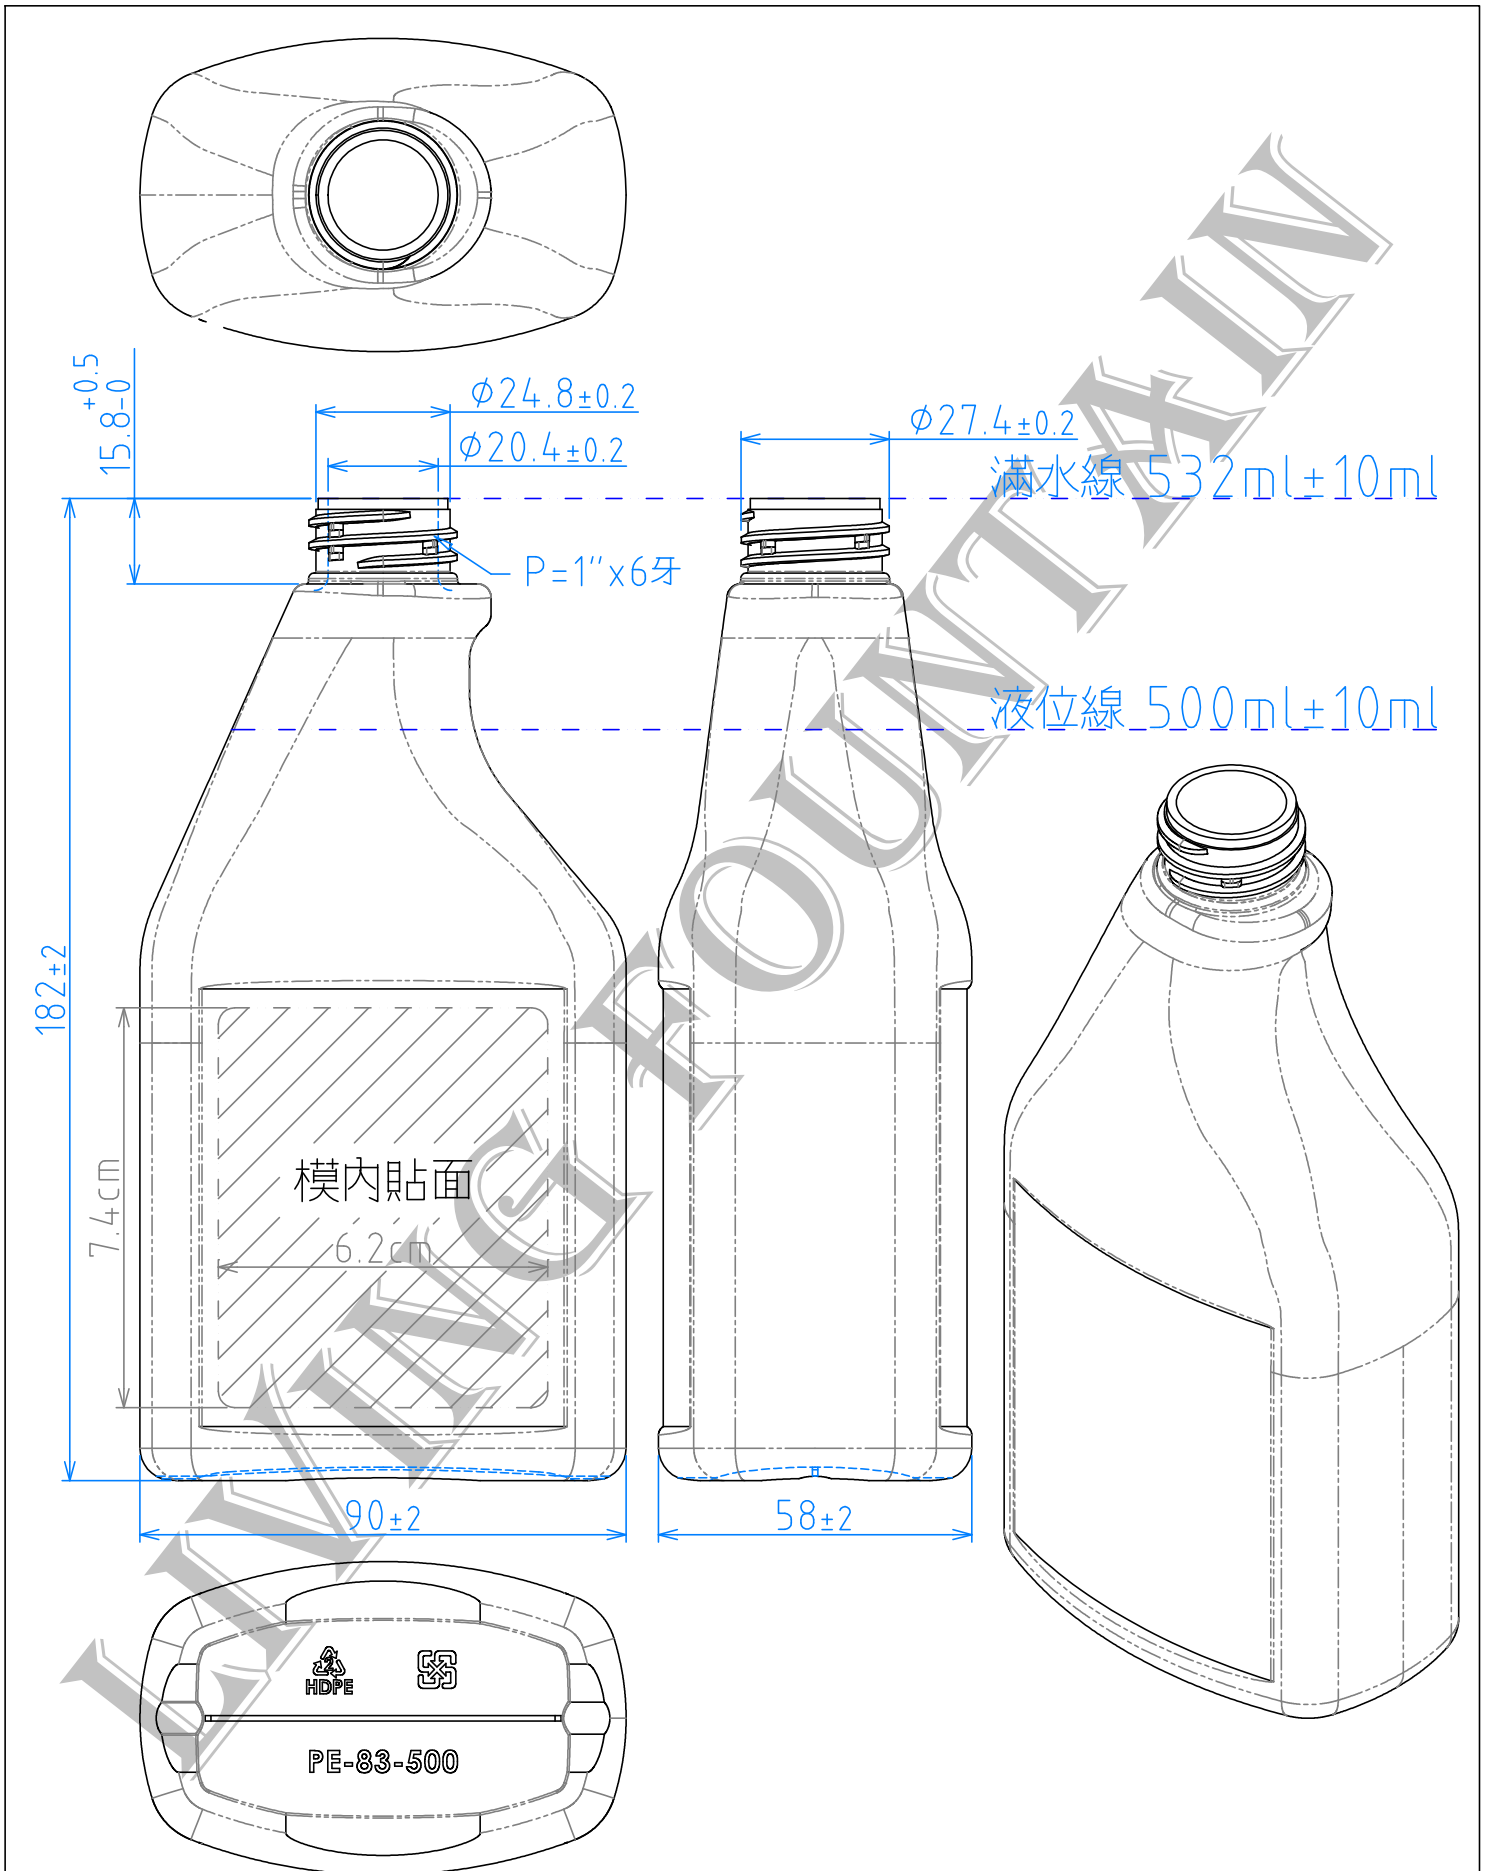 +0.5
15.8-0
φ24.8±0.2
φ20.4±0.2
φ27.4±0.2
滿水線 532ml±10ml
P=1''x6牙
液位線 500ml±10ml
182±2
7.4cm
模內貼面
6.2cm
90±2
58±2
2
HDPE
PE-83-500
LIVING FOUNTAIN